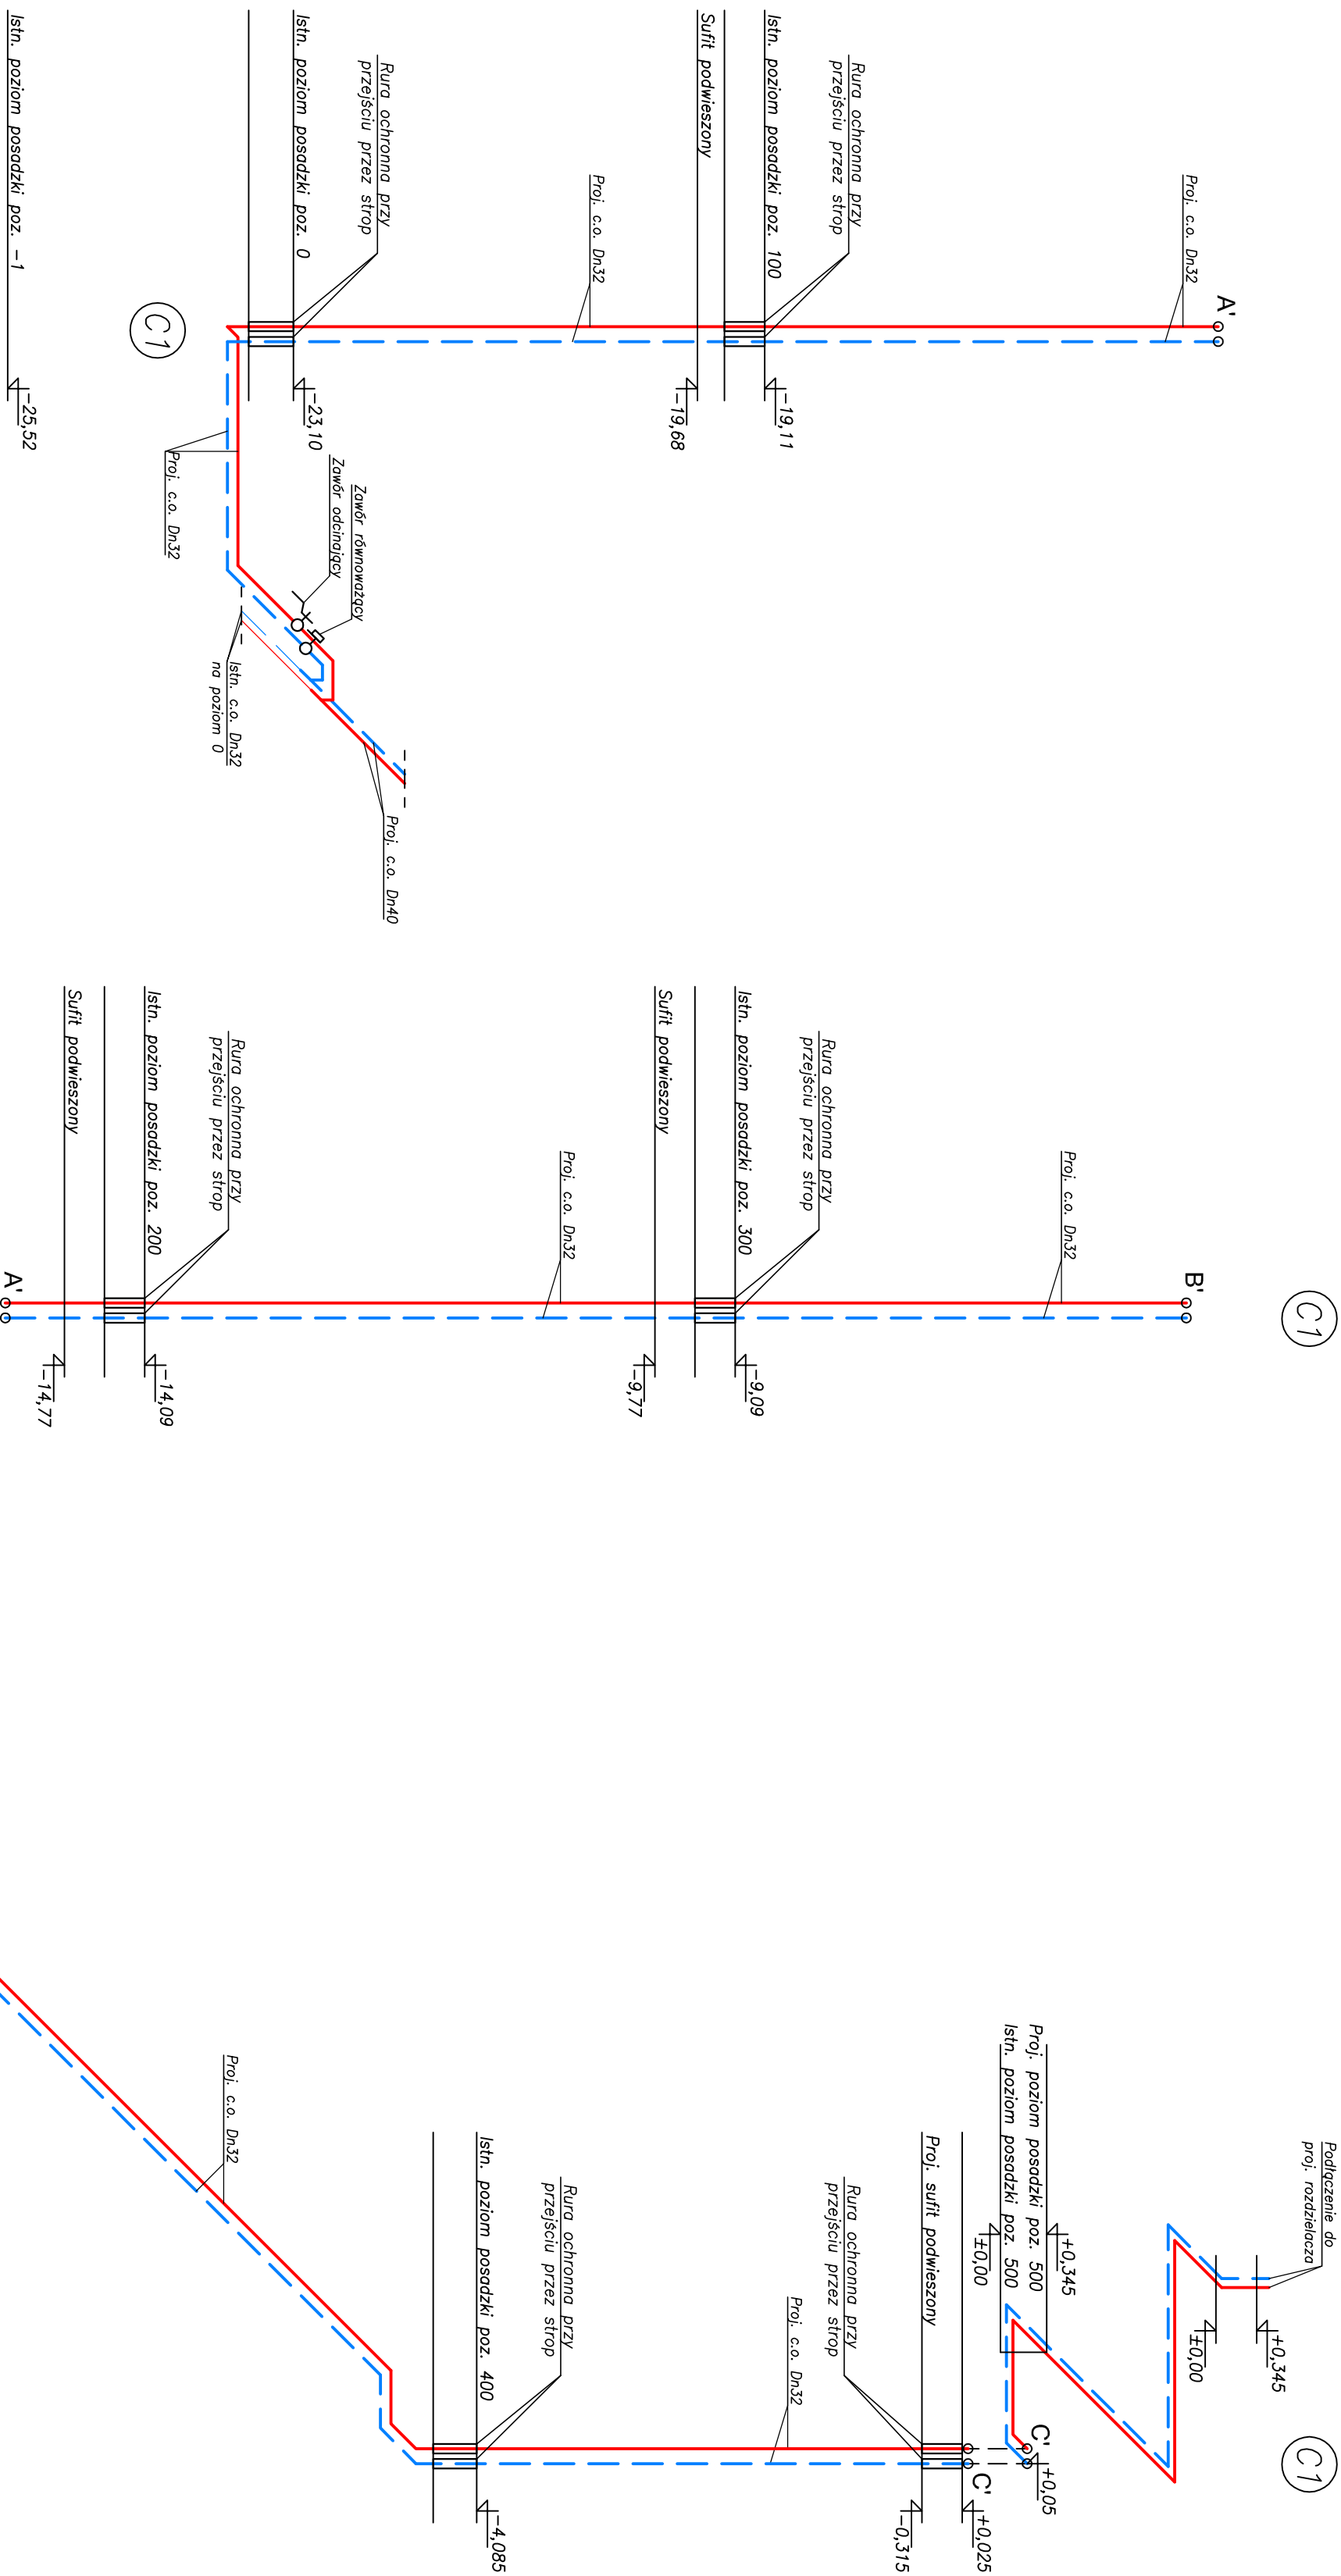 A'
Proj. c.o. Dn32
Rura ochronna przy
przejściu przez strop
Istn. poziom posadzki poz. 100
-19,11
Sufit podwieszony
-19,68
Proj. c.o. Dn32
Rura ochronna przy
przejściu przez strop
Istn. poziom posadzki poz. 0
-23,10
Zawór równoważący
Zawór odcinający
Proj. c.o. Dn40
Istn. c.o. Dn32
na poziom 0
Proj. c.o. Dn32
C1
Istn. poziom posadzki poz. -1
-25,52
C1
B'
Proj. c.o. Dn32
Rura ochronna przy
przejściu przez strop
Istn. poziom posadzki poz. 300
-9,09
Sufit podwieszony
-9,77
Proj. c.o. Dn32
Rura ochronna przy
przejściu przez strop
Istn. poziom posadzki poz. 200
-14,09
Sufit podwieszony
-14,77
A'
C1
Podłączenie do
proj. rozdzielacza
+0,345
±0,00
Proj. poziom posadzki poz. 500
Istn. poziom posadzki poz. 500
+0,345
±0,00
C'
+0,05
C'
+0,025
Proj. sufit podwieszony
-0,315
Rura ochronna przy
przejściu przez strop
Proj. c.o. Dn32
Rura ochronna przy
przejściu przez strop
Istn. poziom posadzki poz. 400
-4,085
Proj. c.o. Dn32